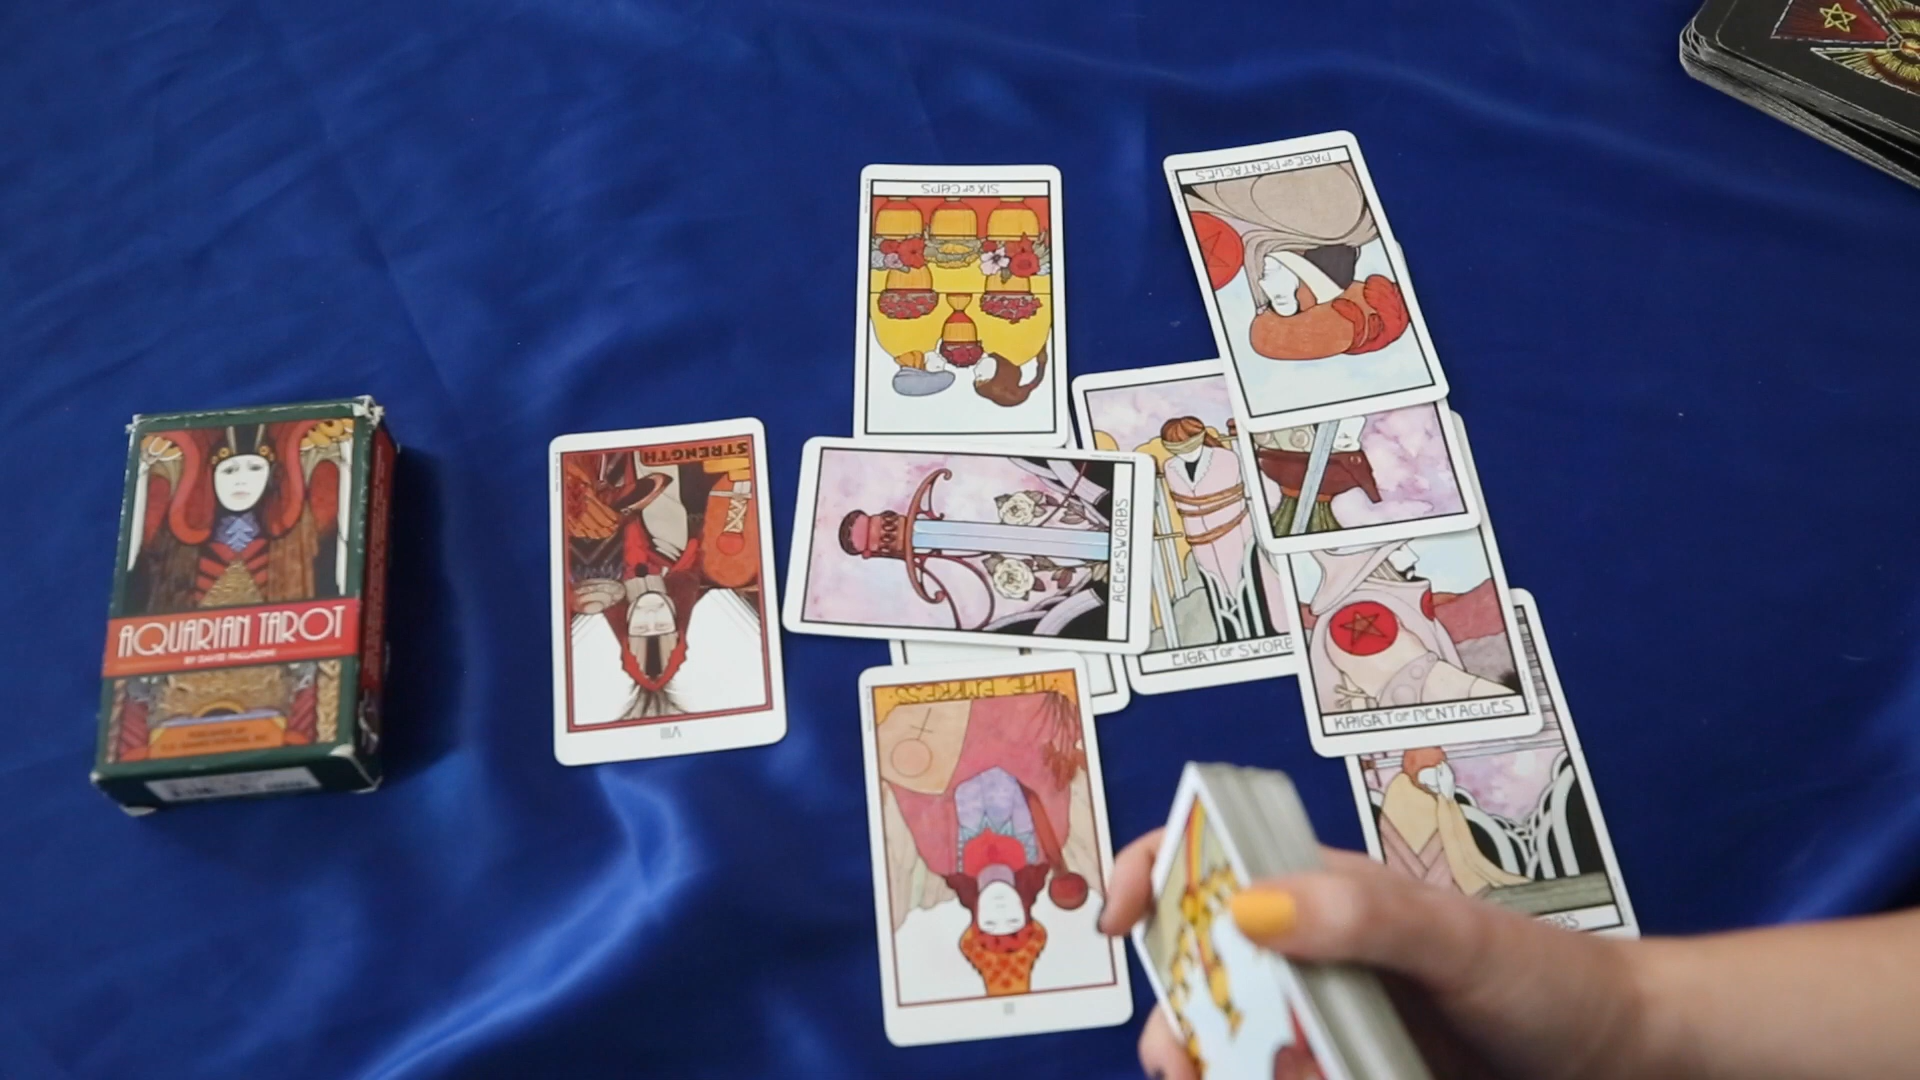 AQUARIAN TAROT
BY DAVID PALLADINI
STRENGTH
VIII
SIX OF CUPS
ACE OF SWORDS
THE EMPRESS
III
EIGHT OF SWORD
PAGE OF PENTACLES
KNIGHT OF PENTACLES